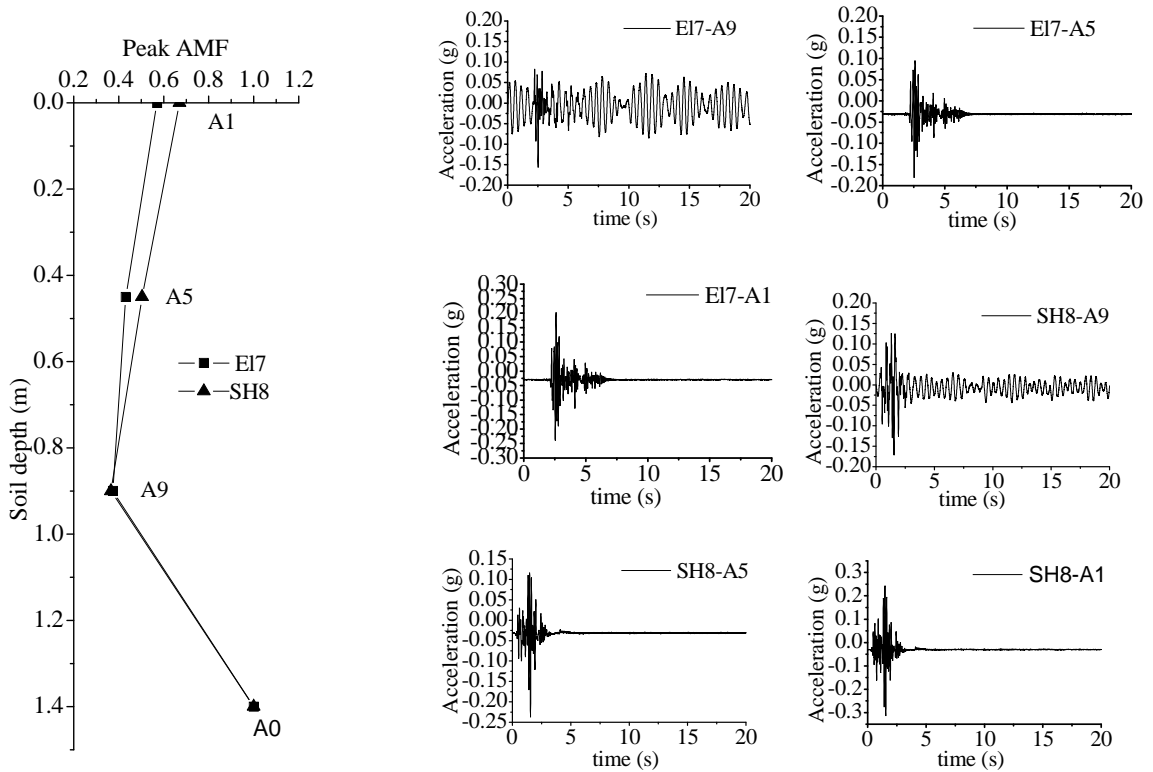 Peak AMF
0.2 0.4 0.6 0.8 1.0 1.2
0.0
0.2
0.4
0.6
0.8
1.0
1.2
1.4
Soil depth (m)
A1
A5
A9
A0
El7
SH8
El7-A9
0.20
0.15
0.10
0.05
0.00
-0.05
-0.10
-0.15
-0.20
Acceleration (g)
0 5 10 15 20
time (s)
El7-A5
0.20
0.15
0.10
0.05
0.00
-0.05
-0.10
-0.15
-0.20
Acceleration (g)
0 5 10 15 20
time (s)
El7-A1
0.30
0.25
0.20
0.15
0.10
0.05
0.00
-0.05
-0.10
-0.15
-0.20
-0.25
-0.30
Acceleration (g)
0 5 10 15 20
time (s)
SH8-A9
0.20
0.15
0.10
0.05
0.00
-0.05
-0.10
-0.15
-0.20
Acceleration (g)
0 5 10 15 20
time (s)
SH8-A5
0.15
0.10
0.05
0.00
-0.05
-0.10
-0.15
-0.20
-0.25
Acceleration (g)
0 5 10 15 20
time (s)
SH8-A1
0.3
0.2
0.1
0.0
-0.1
-0.2
-0.3
Acceleration (g)
0 5 10 15 20
time (s)